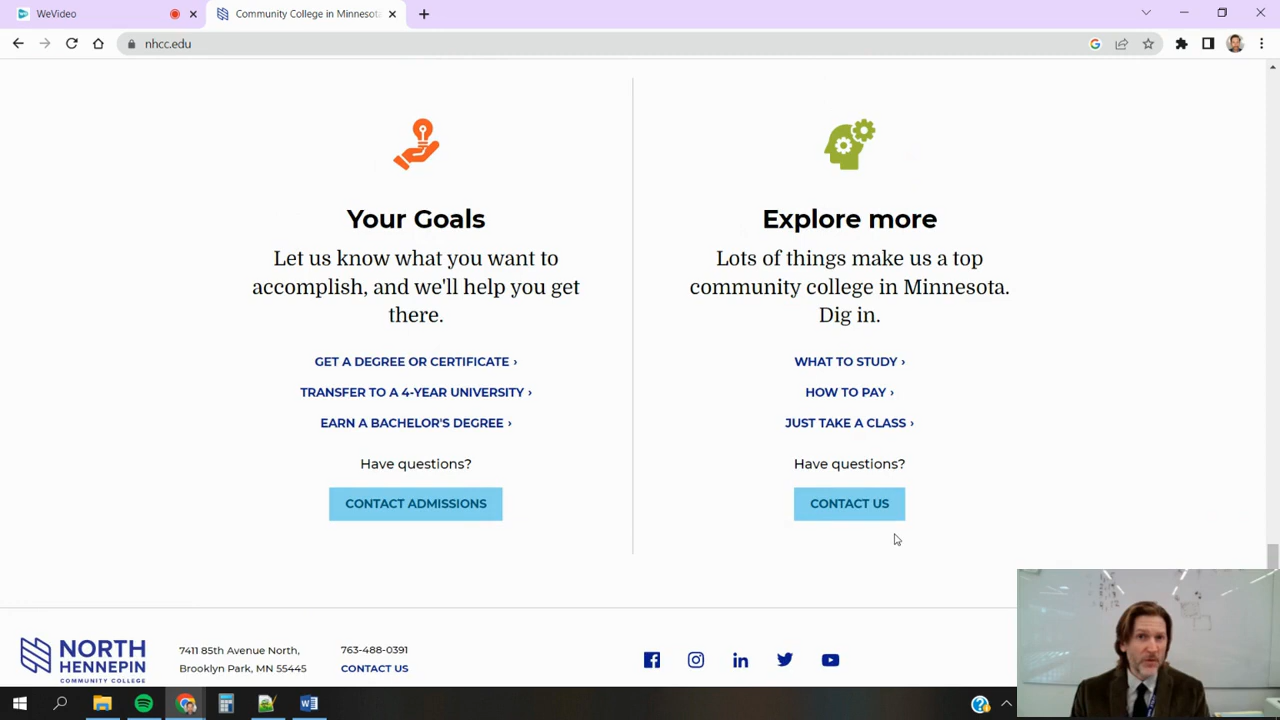 WeVideo
Community College in Minnesota
nhcc.edu
Your Goals
Let us know what you want to
accomplish, and we'll help you get
there.
GET A DEGREE OR CERTIFICATE ›
TRANSFER TO A 4-YEAR UNIVERSITY ›
EARN A BACHELOR'S DEGREE ›
Have questions?
CONTACT ADMISSIONS
Explore more
Lots of things make us a top
community college in Minnesota.
Dig in.
WHAT TO STUDY ›
HOW TO PAY ›
JUST TAKE A CLASS ›
Have questions?
CONTACT US
NORTH
HENNEPIN
COMMUNITY COLLEGE
7411 85th Avenue North,
Brooklyn Park, MN 55445
763-488-0391
CONTACT US